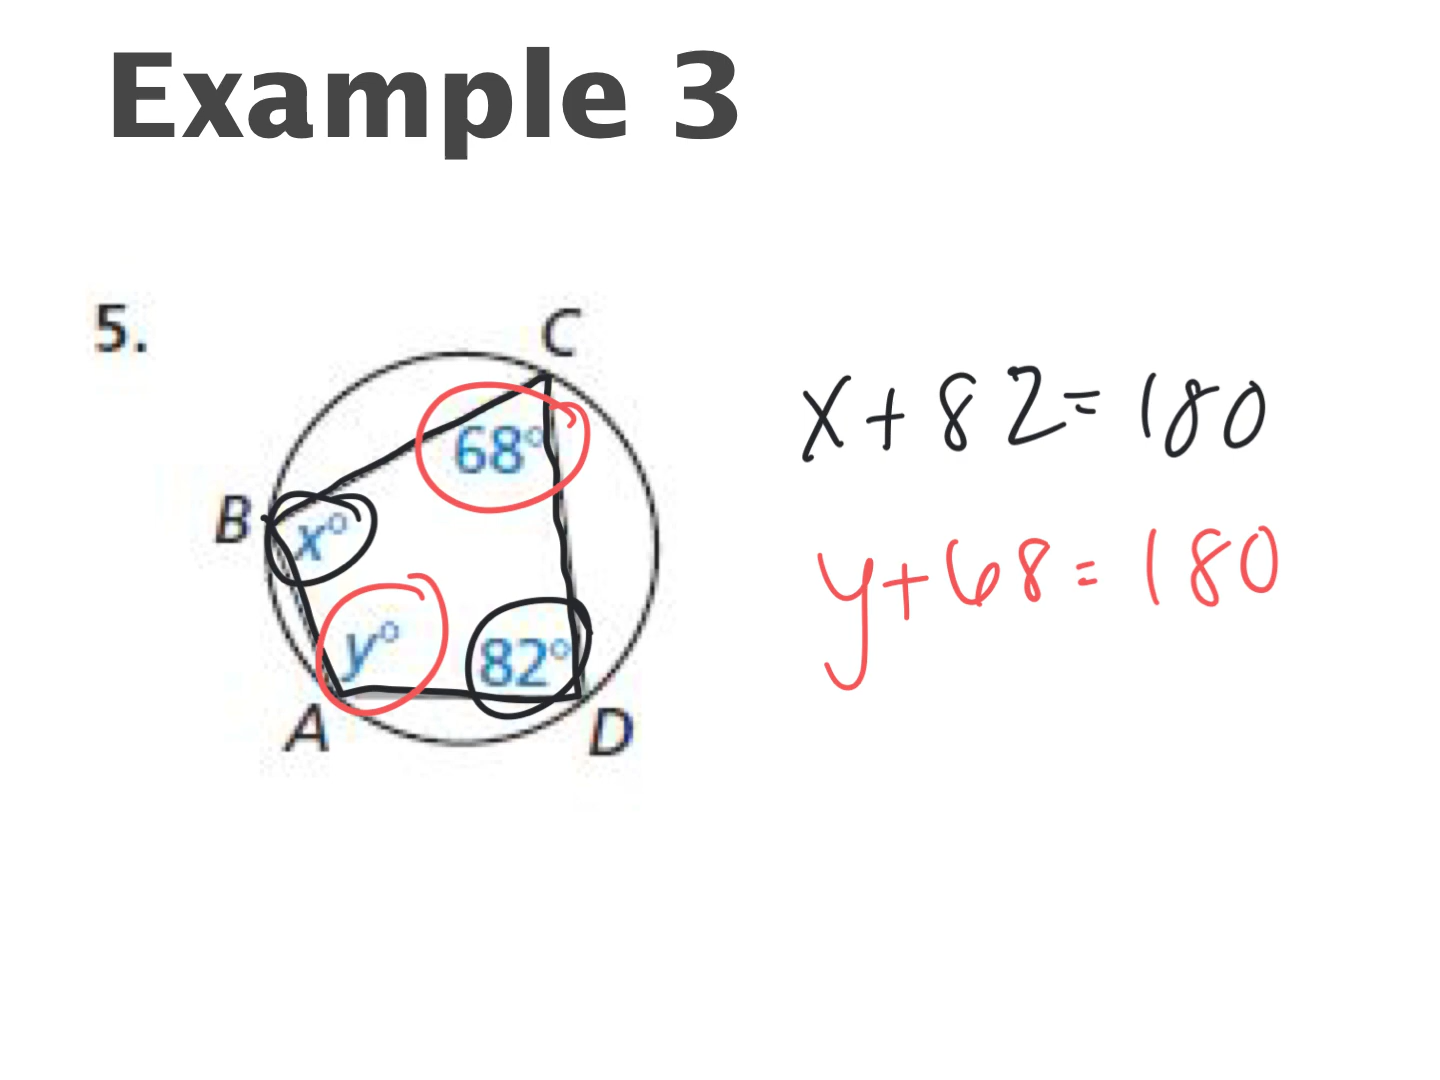 Example 3
5.
C
x + 82 = 180
68°
B
x°
y + 68 = 180
y°
82°
A
D